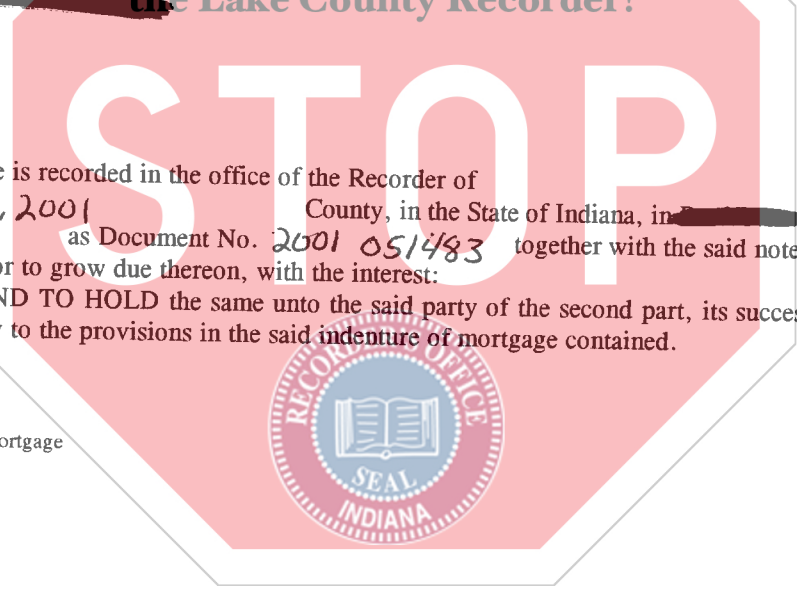 the Lake County Recorder!
STOP
e is recorded in the office of the Recorder of
, 2001 County, in the State of Indiana, in
as Document No. 2001 051483 together with the said note
or to grow due thereon, with the interest:
ND TO HOLD the same unto the said party of the second part, its succes
y to the provisions in the said indenture of mortgage contained.
RECORDER'S OFFICE
SEAL
INDIANA
ortgage